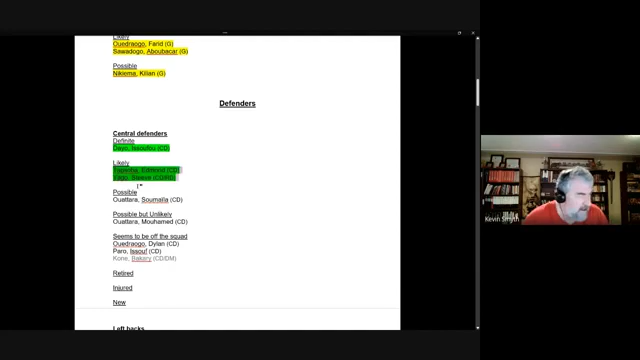 Likely
Ouedraogo, Farid (G)
Sawadogo, Aboubacar (G)
Possible
Nikiema, Kilian (G)
Defenders
Central defenders
Definite
Dayo, Issoufou (CD)
Likely
Tapsoba, Edmond (CD)
Yago, Steeve (CD/RD)
Possible
Ouattara, Soumaila (CD)
Possible but Unlikely
Ouattara, Mouhamed (CD)
Seems to be off the squad
Ouedraogo, Dylan (CD)
Paro, Issouf (CD)
Kone, Bakary (CD/DM)
Retired
Injured
New
Left backs
Kevin Smyth